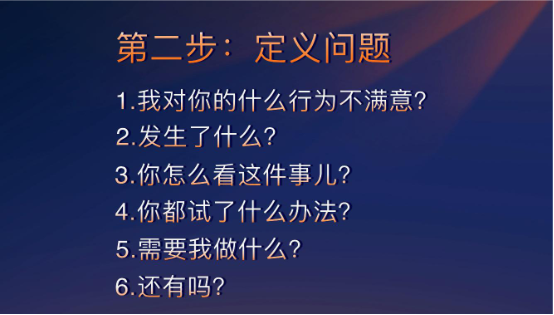 第二步：定义问题
1.我对你的什么行为不满意?
2.发生了什么?
3.你怎么看这件事儿?
4.你都试了什么办法?
5.需要我做什么?
6.还有吗?